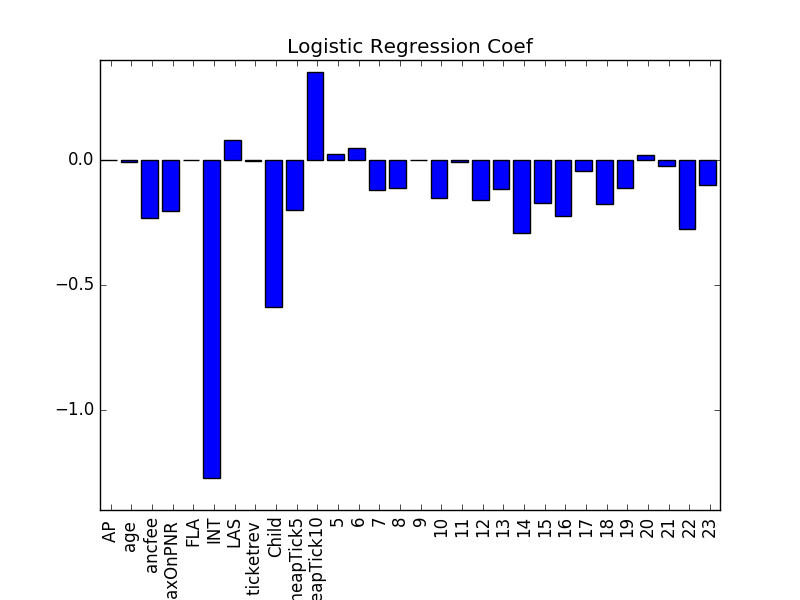 Logistic Regression Coef
0.0
−0.5
−1.0
AP
age
ancfee
axOnPNR
FLA
INT
LAS
ticketrev
Child
heapTick5
eapTick10
5
6
7
8
9
10
11
12
13
14
15
16
17
18
19
20
21
22
23